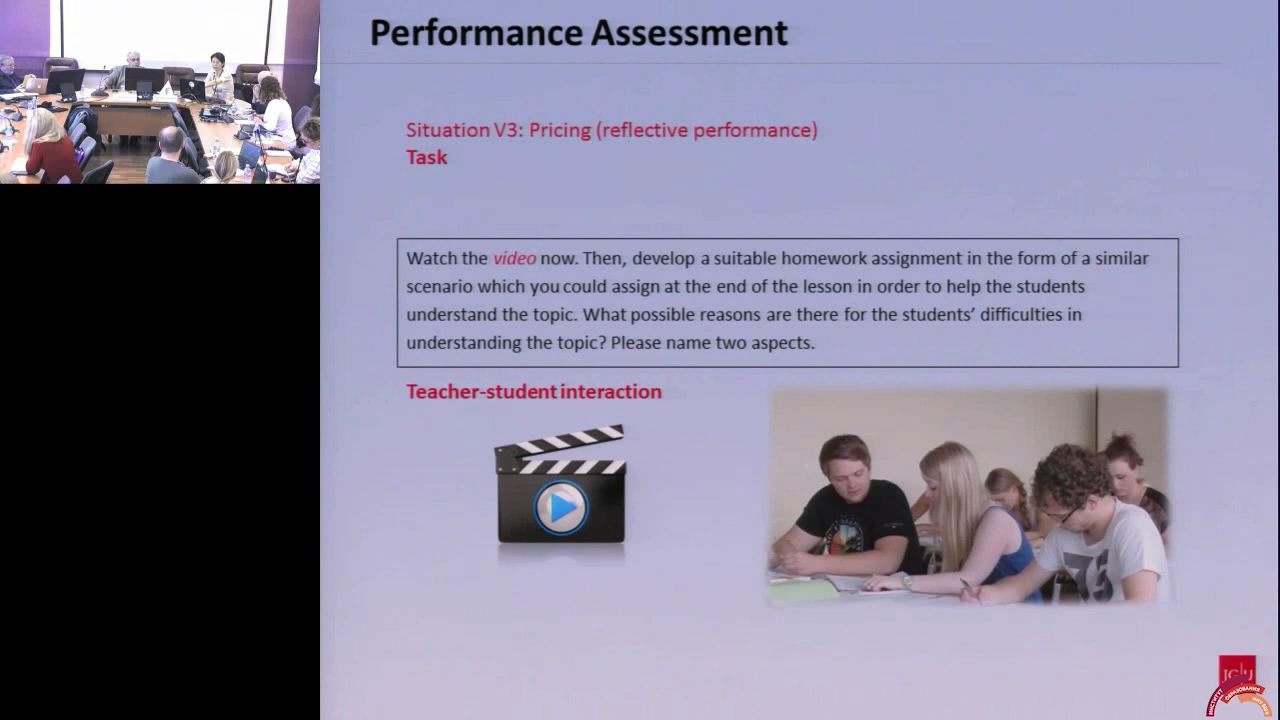 Performance Assessment
Situation V3: Pricing (reflective performance)
Task
Watch the video now. Then, develop a suitable homework assignment in the form of a similar
scenario which you could assign at the end of the lesson in order to help the students
understand the topic. What possible reasons are there for the students’ difficulties in
understanding the topic? Please name two aspects.
Teacher-student interaction
75
ИНСТИТУТ
ОБРАЗОВАНИЯ